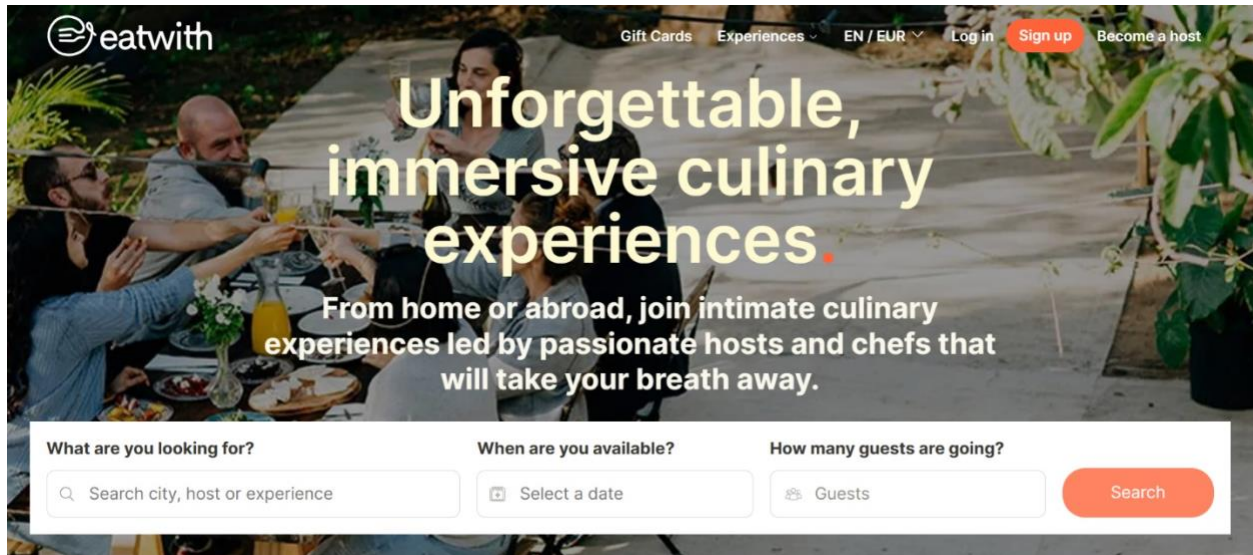 eatwith
Gift Cards Experiences EN / EUR Log in Sign up Become a host
Unforgettable,
immersive culinary
experiences.
From home or abroad, join intimate culinary
experiences led by passionate hosts and chefs that
will take your breath away.
What are you looking for? When are you available? How many guests are going?
Search city, host or experience Select a date Guests Search